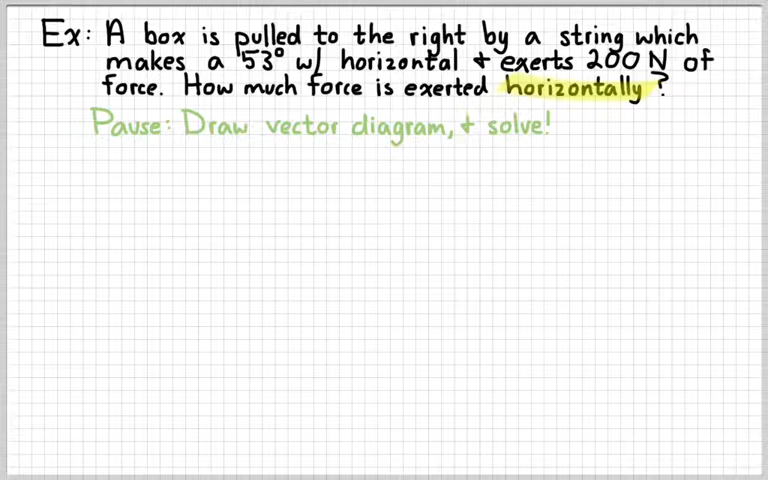 Ex: A box is pulled to the right by a string which
makes a 53° w/ horizontal + exerts 200 N of
force. How much force is exerted horizontally?
Pause: Draw vector diagram, + solve!